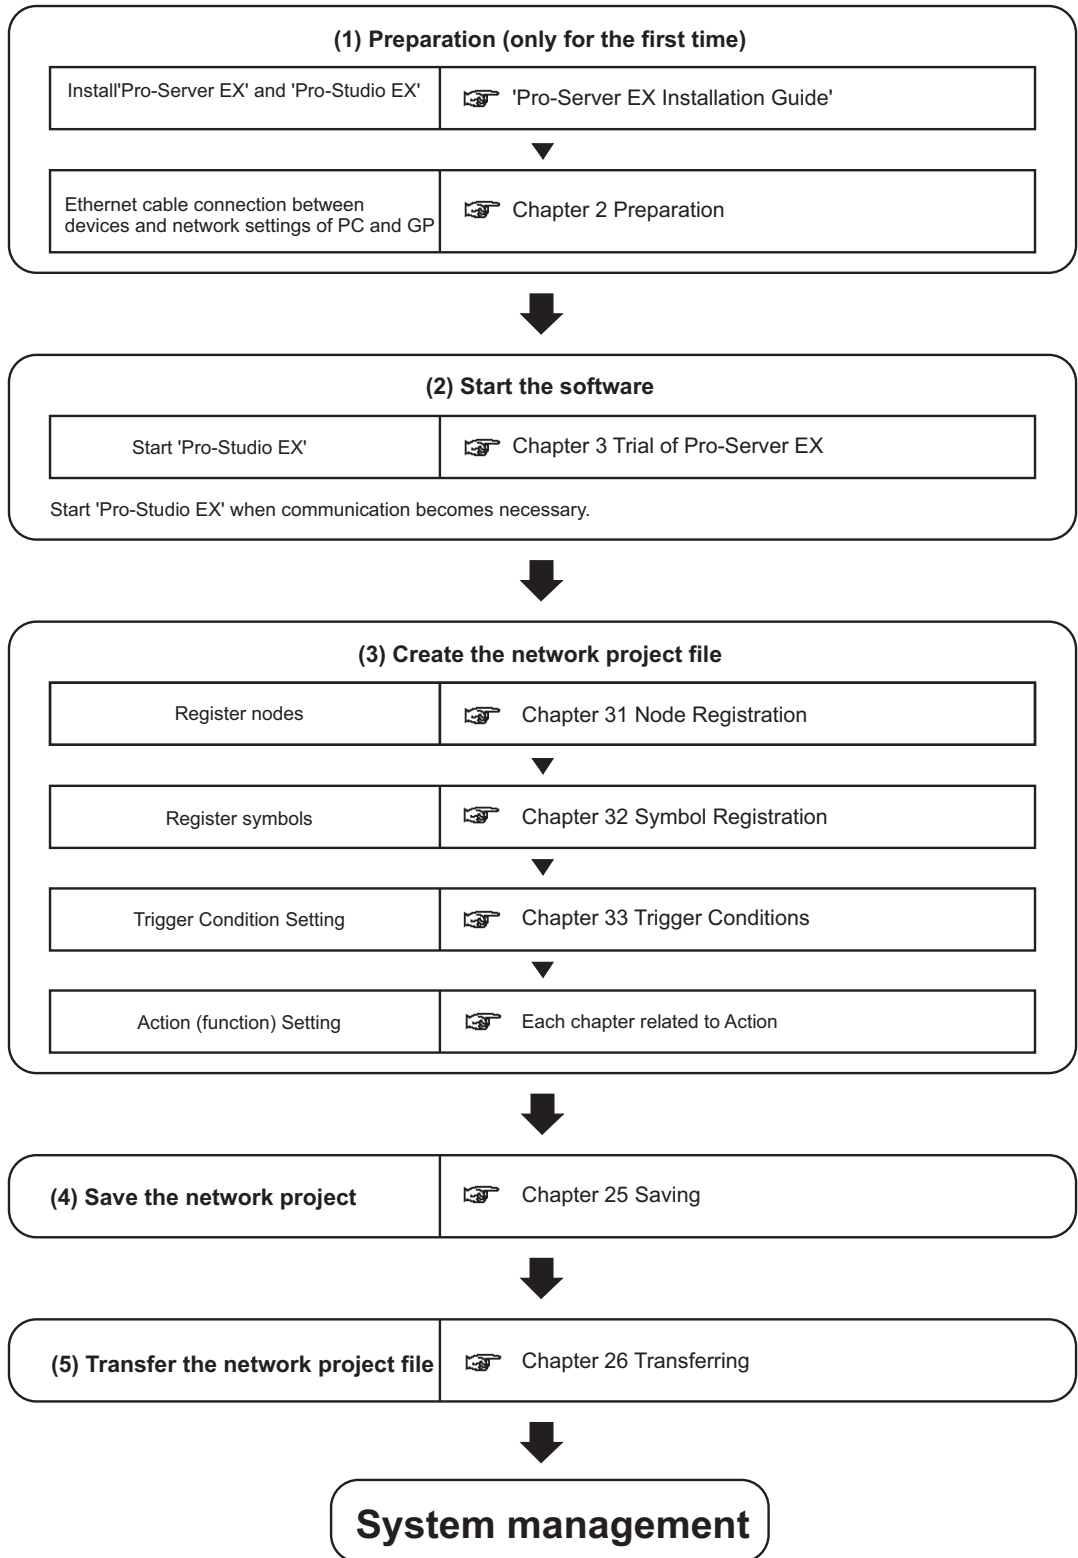 (1) Preparation (only for the first time)
Install'Pro-Server EX' and 'Pro-Studio EX'
'Pro-Server EX Installation Guide'
Ethernet cable connection between
devices and network settings of PC and GP
Chapter 2 Preparation
(2) Start the software
Start 'Pro-Studio EX'
Chapter 3 Trial of Pro-Server EX
Start 'Pro-Studio EX' when communication becomes necessary.
(3) Create the network project file
Register nodes
Chapter 31 Node Registration
Register symbols
Chapter 32 Symbol Registration
Trigger Condition Setting
Chapter 33 Trigger Conditions
Action (function) Setting
Each chapter related to Action
(4) Save the network project
Chapter 25 Saving
(5) Transfer the network project file
Chapter 26 Transferring
System management